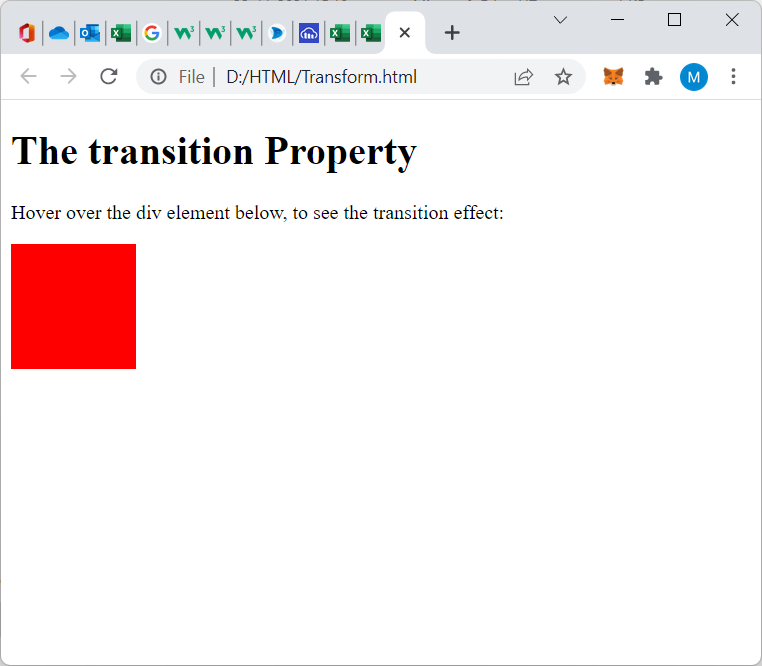 File | D:/HTML/Transform.html
M
The transition Property
Hover over the div element below, to see the transition effect: